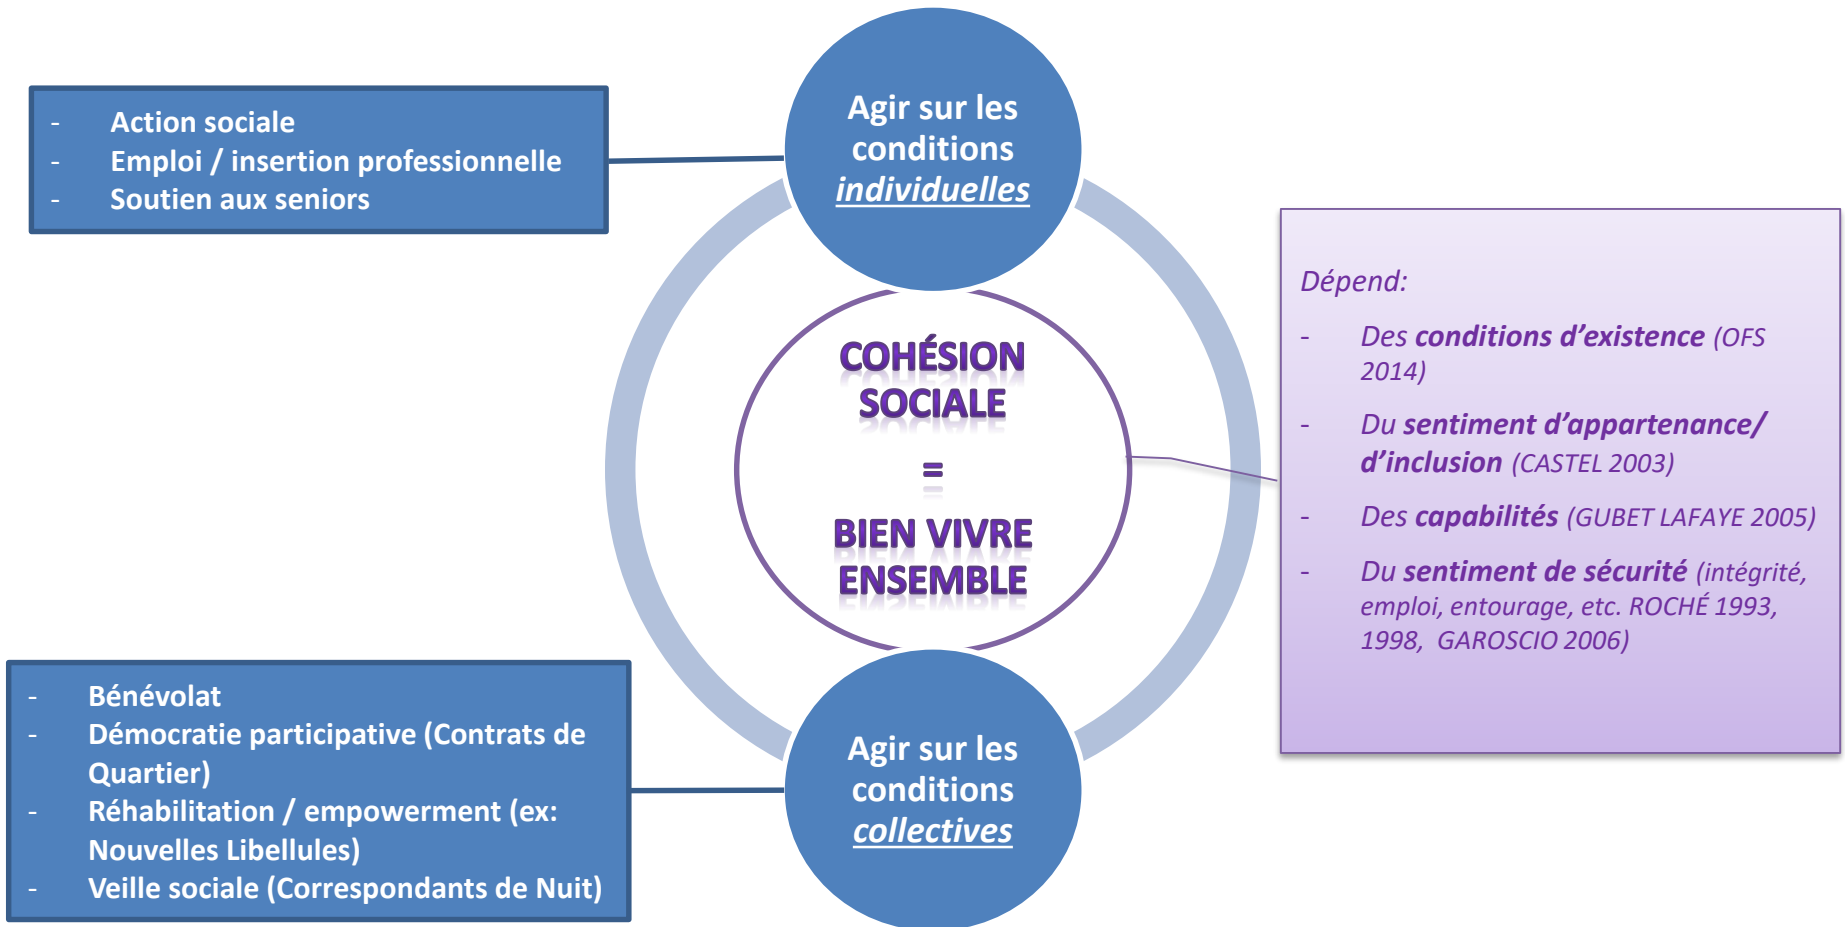 Agir sur les
conditions
individuelles
- Action sociale
- Emploi / insertion professionnelle
- Soutien aux seniors
COHÉSION
SOCIALE
=
BIEN VIVRE
ENSEMBLE
Dépend:
- Des conditions d'existence (OFS
2014)
- Du sentiment d'appartenance/
d'inclusion (CASTEL 2003)
- Des capabilités (GUBET LAFAYE 2005)
- Du sentiment de sécurité (intégrité,
emploi, entourage, etc. ROCHÉ 1993,
1998, GAROSCIO 2006)
- Bénévolat
- Démocratie participative (Contrats de
Quartier)
- Réhabilitation / empowerment (ex:
Nouvelles Libellules)
- Veille sociale (Correspondants de Nuit)
Agir sur les
conditions
collectives